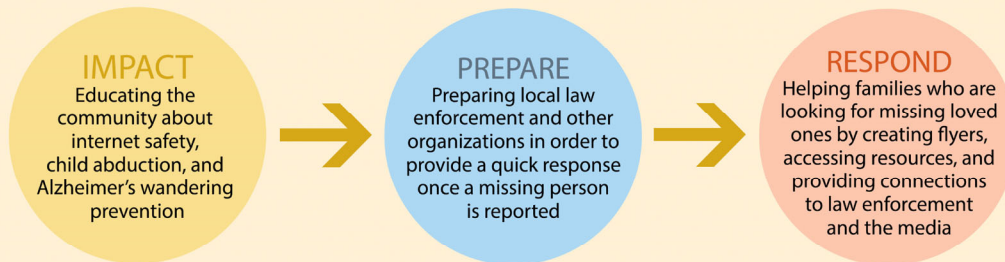 IMPACT
Educating the
community about
internet safety,
child abduction, and
Alzheimer's wandering
prevention
PREPARE
Preparing local law
enforcement and other
organizations in order to
provide a quick response
once a missing person
is reported
RESPOND
Helping families who are
looking for missing loved
ones by creating flyers,
accessing resources, and
providing connections
to law enforcement
and the media